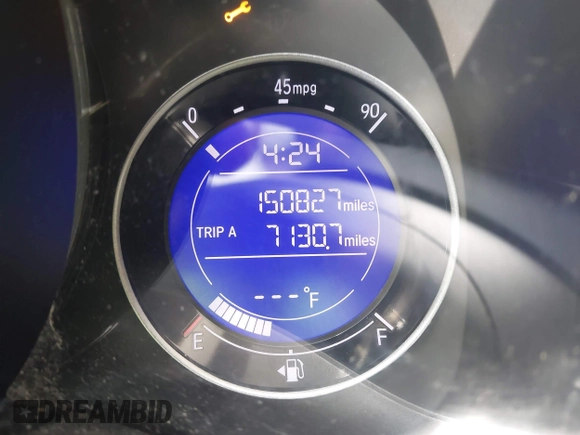 45mpg
0 90
4:24
150827 miles
TRIP A 7130.7 miles
---°F
E F
DREAMBID